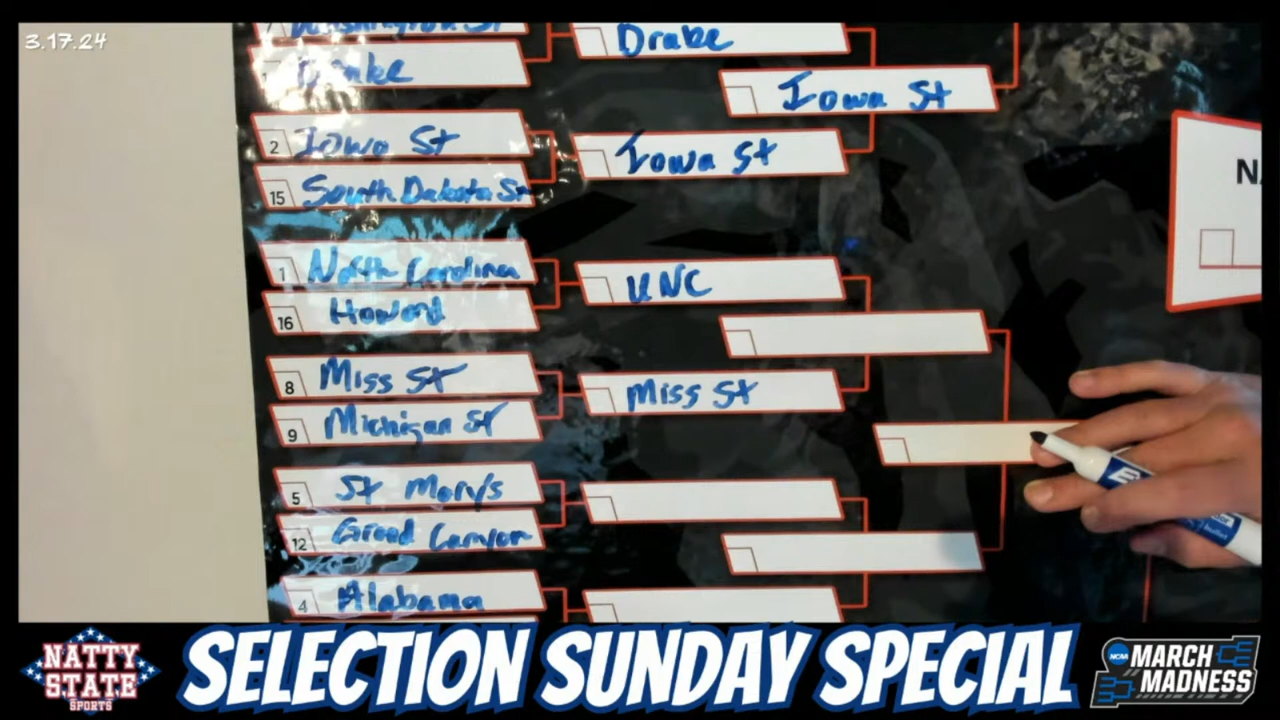 3.17.24
Washington St
Drake
Drake
Iowa St
2 Iowa St
Iowa St
15 South Dakota St
1 North Carolina
UNC
16 Howard
8 Miss St
Miss St
9 Michigan St
5 St Mary's
12 Grand Canyon
4 Alabama
NATTY
STATE
SPORTS
SELECTION SUNDAY SPECIAL
NCAA MARCH
MADNESS